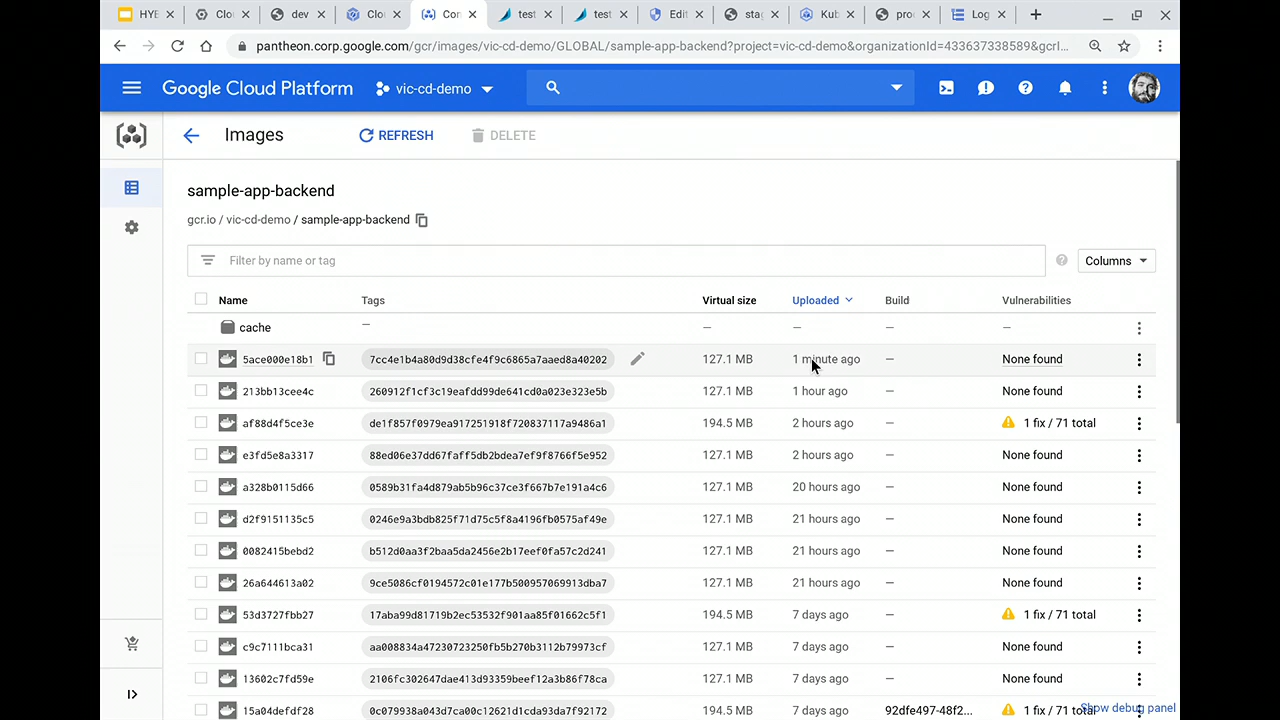 HYE Clo dev Clo Cor test test Edit stag Kub prod Log
pantheon.corp.google.com/gcr/images/vic-cd-demo/GLOBAL/sample-app-backend?project=vic-cd-demo&organizationId=433637338589&gcrI...
Google Cloud Platform vic-cd-demo
Images REFRESH DELETE
sample-app-backend
gcr.io / vic-cd-demo / sample-app-backend
Filter by name or tag Columns
Name Tags Virtual size Uploaded Build Vulnerabilities
cache — — — — —
5ace000e18b1 7cc4e1b4a80d9d38cfe4f9c6865a7aaed8a40202 127.1 MB 1 minute ago — None found
213bb13cee4c 260912f1cf3c19eafdd99de641cd0a023e323e5b 127.1 MB 1 hour ago — None found
af88d4f5ce3e de1f857f0979ea917251918f720837117a9486a1 194.5 MB 2 hours ago — 1 fix / 71 total
e3fd5e8a3317 88ed06e37dd67faff5db2bdea7ef9f8766f5e952 127.1 MB 2 hours ago — None found
a328b0115d66 0589b31fa4d879ab5b96c37ce3f667b7e191a4c6 127.1 MB 20 hours ago — None found
d2f9151135c5 0246e9a3bdb825f71d75c5f8a4196fb0575af49e 127.1 MB 21 hours ago — None found
0082415bebd2 b512d0aa3f2baa5da2456e2b17eef0fa57c2d241 127.1 MB 21 hours ago — None found
26a644613a02 9ce5086cf0194572c01e177b500957069913dba7 127.1 MB 21 hours ago — None found
53d3727fbb27 17aba99d81719b2ec53532f901aa85f01662c5f1 194.5 MB 7 days ago — 1 fix / 71 total
c9c7111bca31 aa008834a47230723250fb5b270b3112b79973cf 127.1 MB 7 days ago — None found
13602c7fd59e 2106fc302647dae413d93359beef12a3b86f78ca 127.1 MB 7 days ago — None found
15a04defdf28 0c079938a043d7ca00c12621d1cda93da7f92172 194.5 MB 7 days ago 92dfe497-48f2... 1 fix / 71 total
Show debug panel